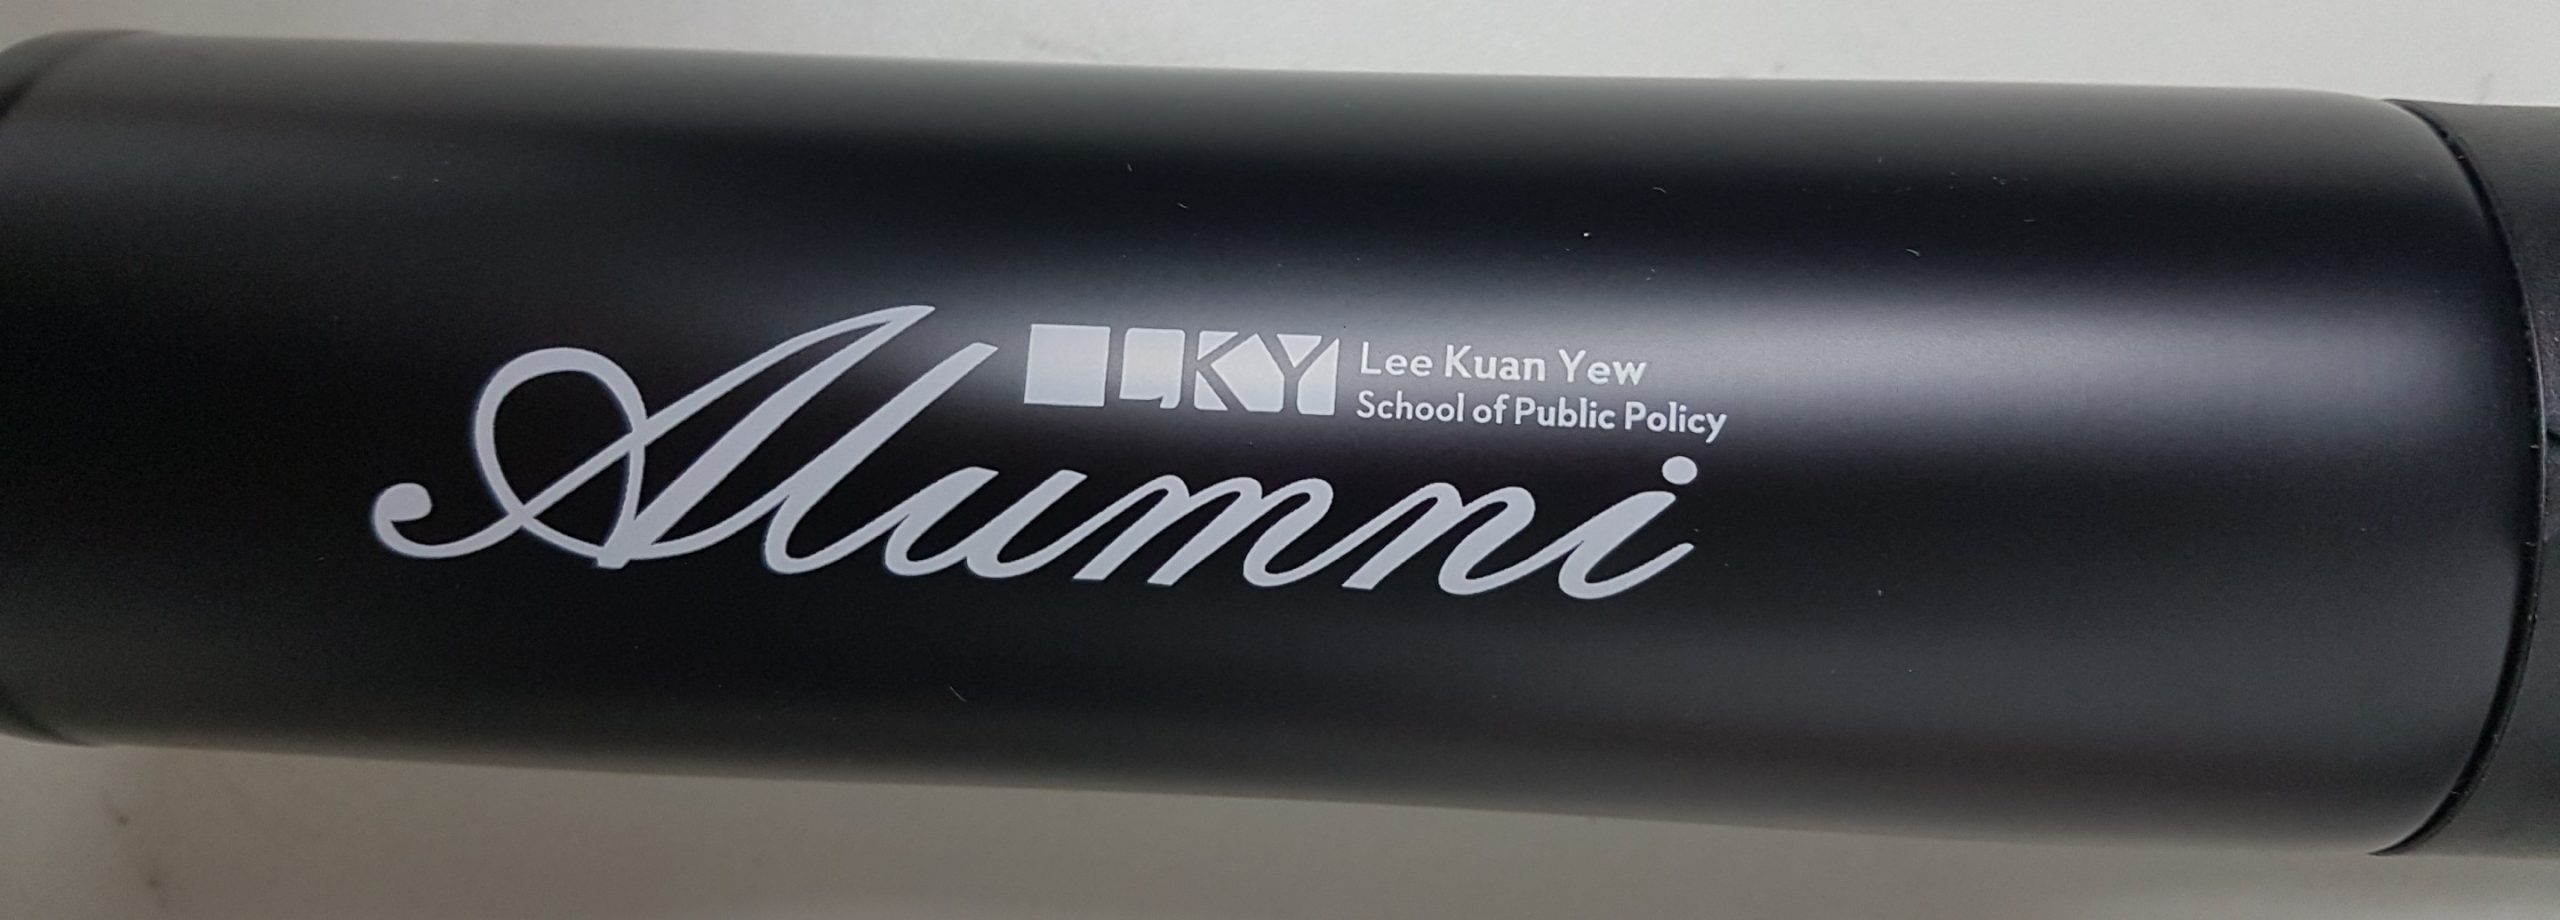 LKY
Lee Kuan Yew
School of Public Policy
Alumni